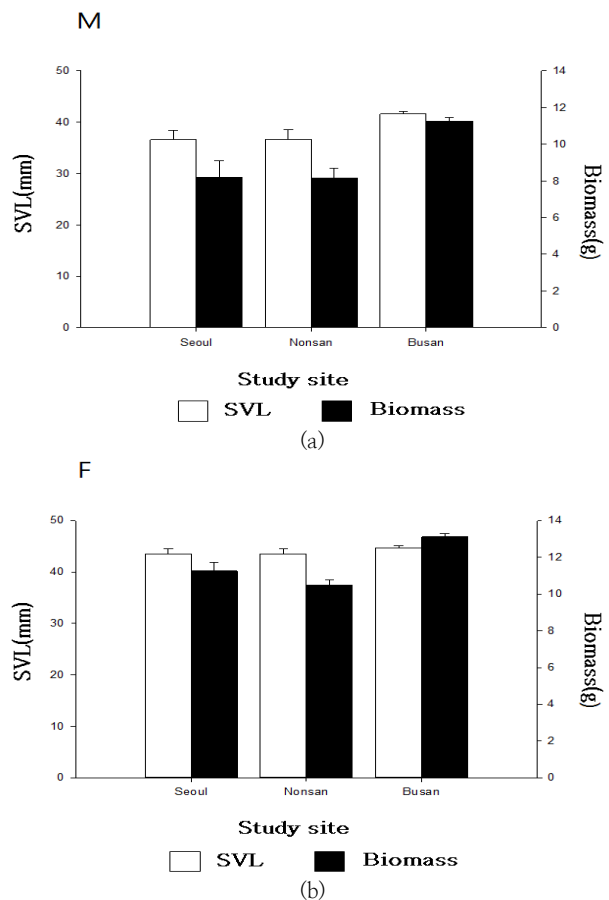 M
50
40
30
20
10
0
SVL(mm)
14
12
10
8
6
4
2
0
Biomass(g)
Seoul Nonsan Busan
Study site
SVL Biomass
(a)
F
50
40
30
20
10
0
SVL(mm)
14
12
10
8
6
4
2
0
Biomass(g)
Seoul Nonsan Busan
Study site
SVL Biomass
(b)